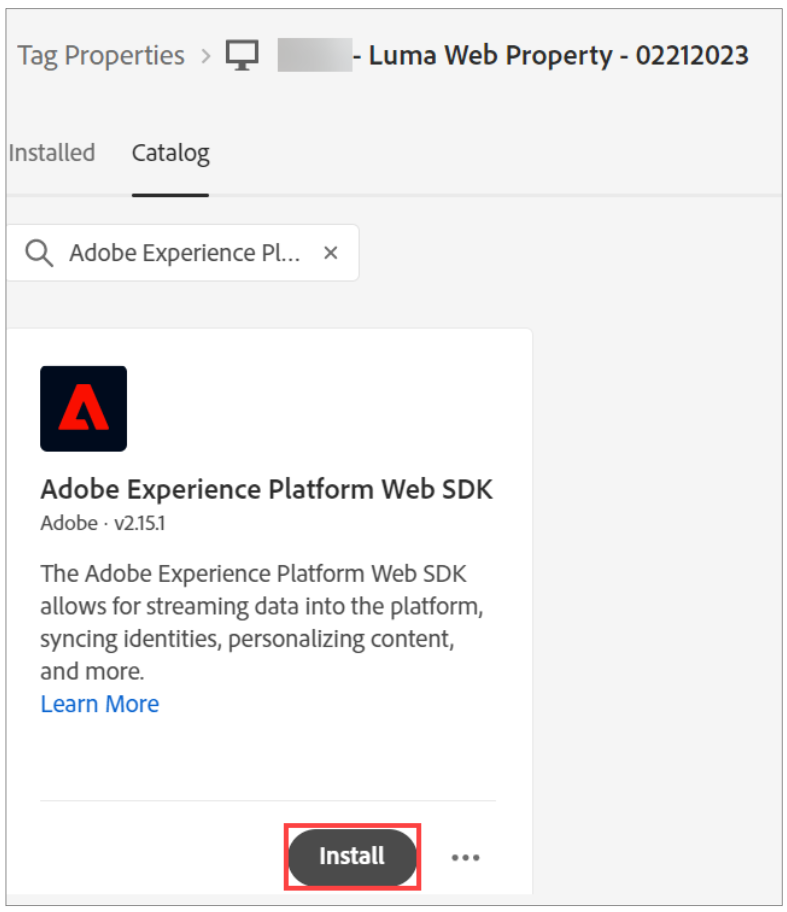 Tag Properties > - Luma Web Property - 02212023
Installed Catalog
Adobe Experience Pl... ×
Adobe Experience Platform Web SDK
Adobe · v2.15.1
The Adobe Experience Platform Web SDK
allows for streaming data into the platform,
syncing identities, personalizing content,
and more.
Learn More
Install ...